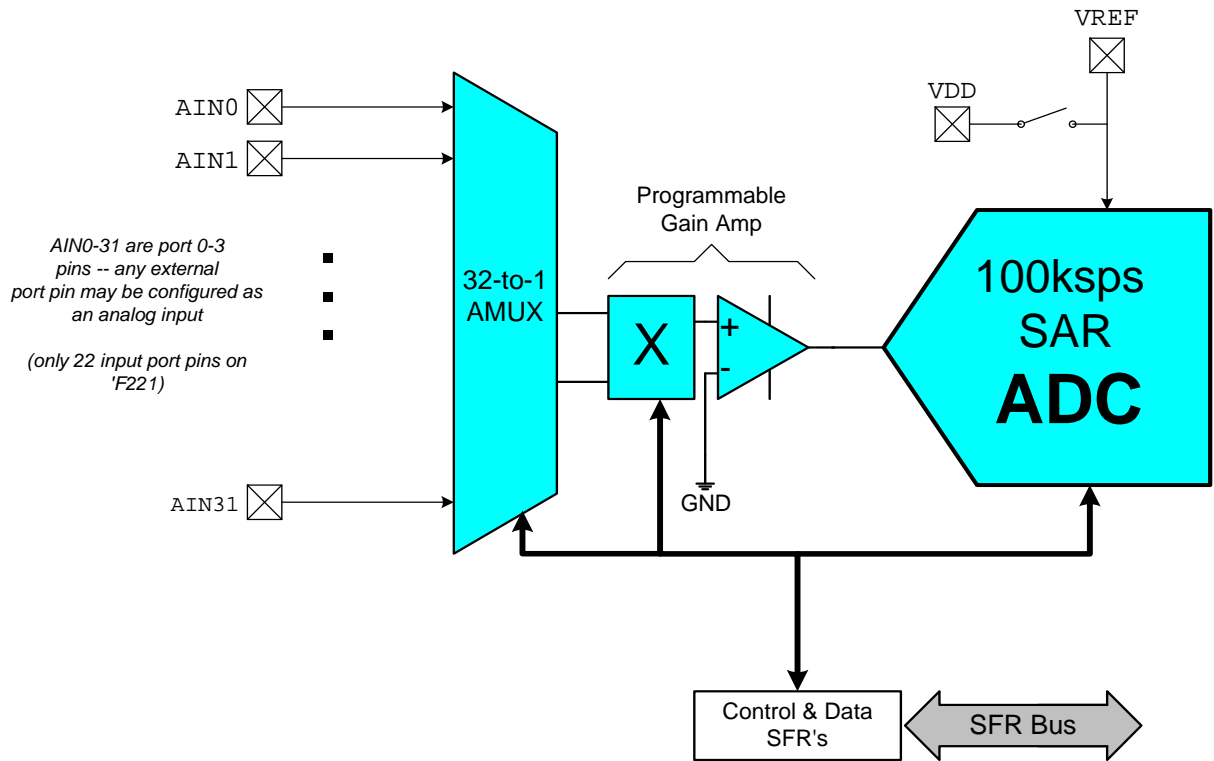 VREF
VDD
AIN0
AIN1
Programmable
Gain Amp
AIN0-31 are port 0-3
pins -- any external
port pin may be configured as
an analog input
(only 22 input port pins on
'F221)
32-to-1
AMUX
X
+
-
100ksps
SAR
ADC
AIN31
GND
Control & Data
SFR's
SFR Bus